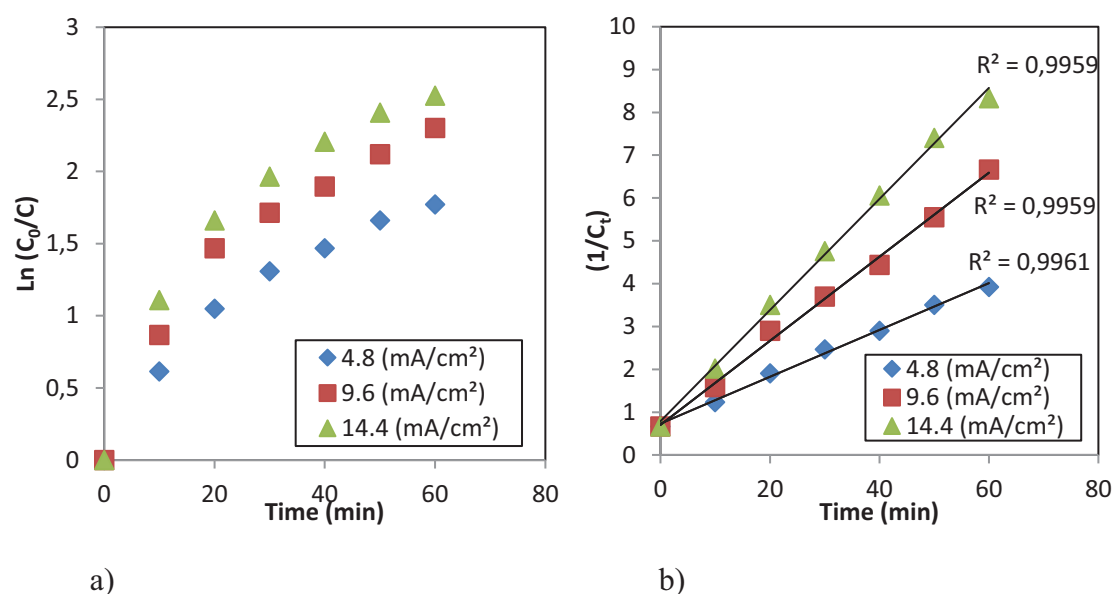 3
2,5
2
1,5
1
0,5
0
0 20 40 60 80
Ln (C₀/C)
Time (min)
4.8 (mA/cm²)
9.6 (mA/cm²)
14.4 (mA/cm²)
a)
10
9
8
7
6
5
4
3
2
1
0
0 20 40 60 80
(1/Cₜ)
Time (min)
R² = 0,9959
R² = 0,9959
R² = 0,9961
4.8 (mA/cm²)
9.6 (mA/cm²)
14.4 (mA/cm²)
b)